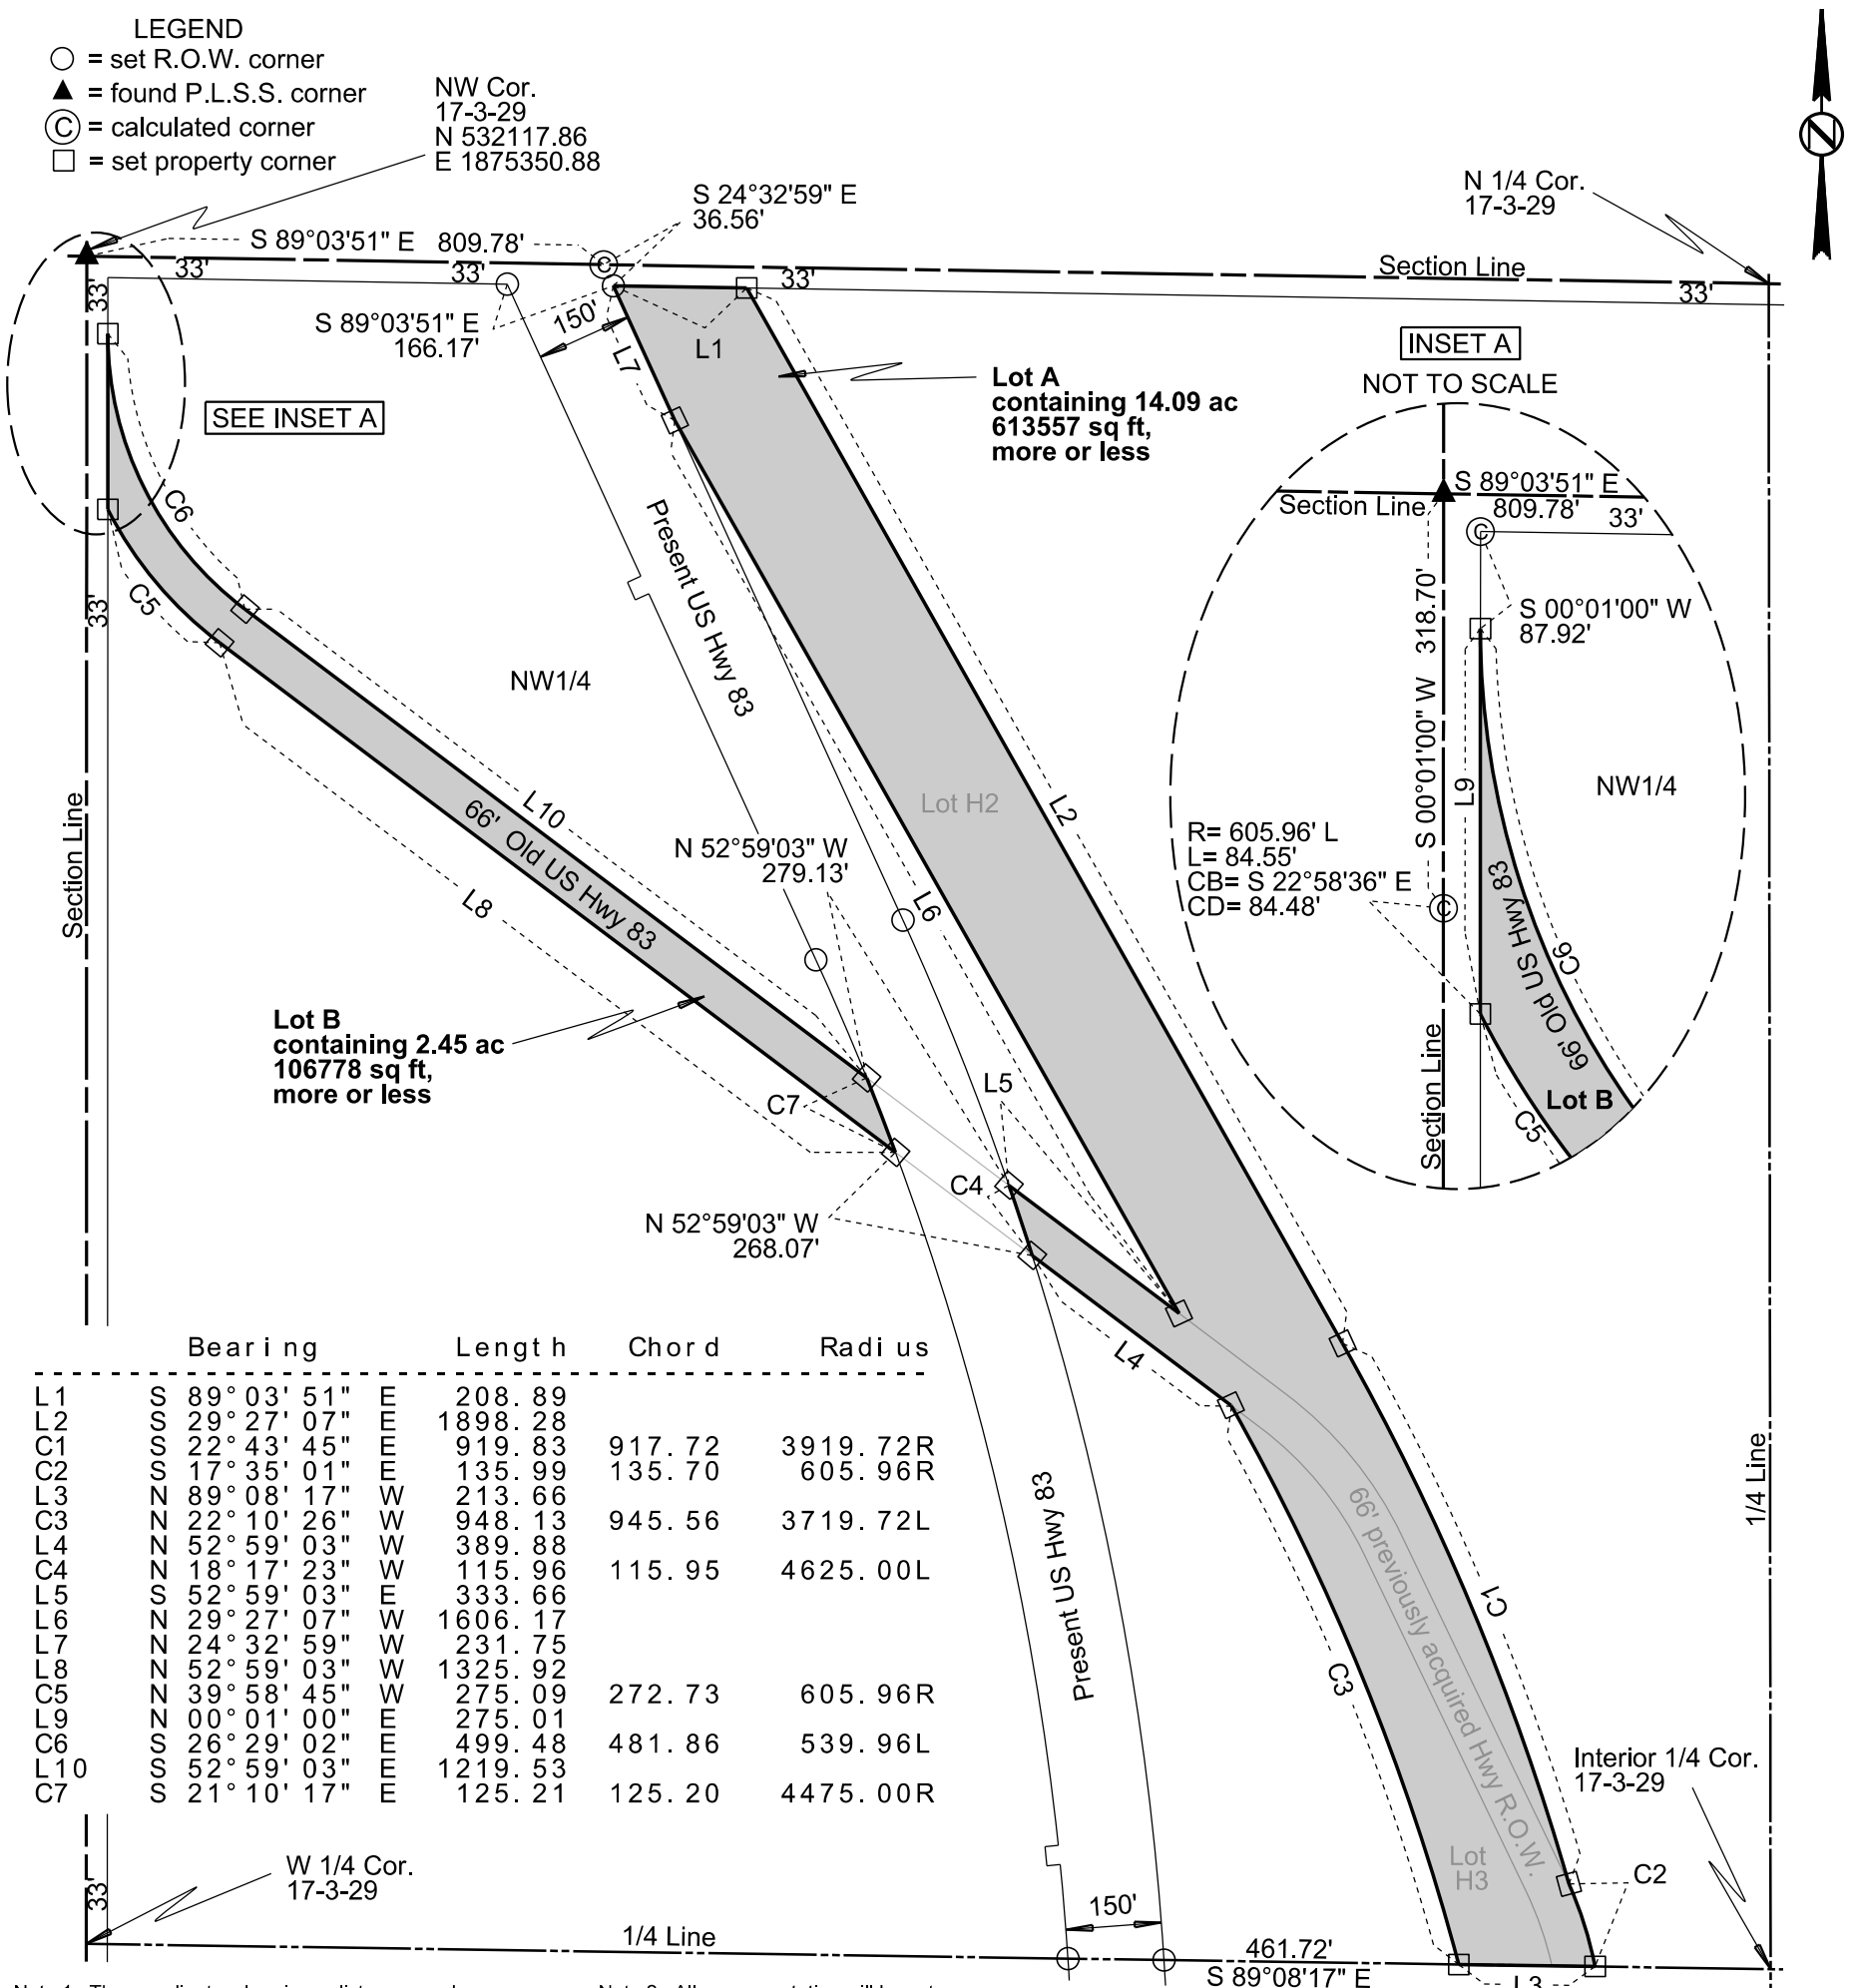 LEGEND
= set R.O.W. corner
= found P.L.S.S. corner
C = calculated corner
= set property corner
NW Cor.
17-3-29
N 532117.86
E 1875350.88
S 24°32'59" E
36.56'
N 1/4 Cor.
17-3-29
N
S 89°03'51" E 809.78'
C
Section Line
33'
33'
33'
33'
33'
S 89°03'51" E
166.17'
150'
L7
L1
INSET A
NOT TO SCALE
SEE INSET A
Lot A
containing 14.09 ac
613557 sq ft,
more or less
S 89°03'51" E
Section Line
809.78'
33'
C
S 00°01'00" W 318.70'
S 00°01'00" W
87.92'
L9
NW1/4
R= 605.96' L
L= 84.55'
CB= S 22°58'36" E
CD= 84.48'
C
66' Old US Hwy 83
C6
Section Line
Lot B
C5
C6
C5
33'
Present US Hwy 83
NW1/4
Lot H2
L2
L10
66' Old US Hwy 83
L8
Section Line
N 52°59'03" W
279.13'
L6
Lot B
containing 2.45 ac
106778 sq ft,
more or less
C7
L5
C4
N 52°59'03" W
268.07'
L4
Bearing Length Chord Radius
L1 S 89°03'51" E 208.89
L2 S 29°27'07" E 1898.28
C1 S 22°43'45" E 919.83 917.72 3919.72R
C2 S 17°35'01" E 135.99 135.70 605.96R
L3 N 89°08'17" W 213.66
C3 N 22°10'26" W 948.13 945.56 3719.72L
L4 N 52°59'03" W 389.88
C4 N 18°17'23" W 115.96 115.95 4625.00L
L5 S 52°59'03" E 333.66
L6 N 29°27'07" W 1606.17
L7 N 24°32'59" W 231.75
L8 N 52°59'03" W 1325.92
C5 N 39°58'45" W 275.09 272.73 605.96R
L9 N 00°01'00" E 275.01
C6 S 26°29'02" E 499.48 481.86 539.96L
L10 S 52°59'03" E 1219.53
C7 S 21°10'17" E 125.21 125.20 4475.00R
Present US Hwy 83
66' previously acquired Hwy R.O.W.
C1
C3
1/4 Line
Interior 1/4 Cor.
17-3-29
Lot
H3
C2
W 1/4 Cor.
17-3-29
33'
1/4 Line
150'
461.72'
S 89°08'17" E
L3